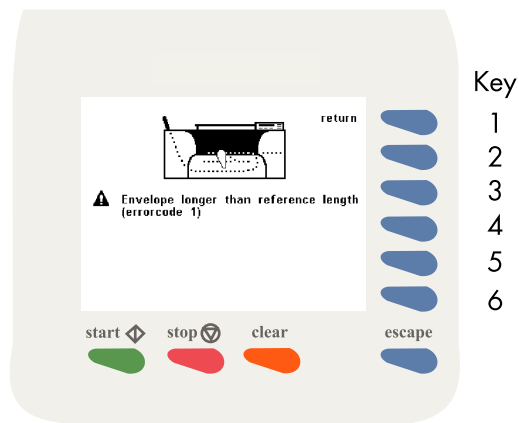 Key
return
1
2
3
4
5
6
Envelope longer than reference length
(errorcode 1)
start
stop
clear
escape